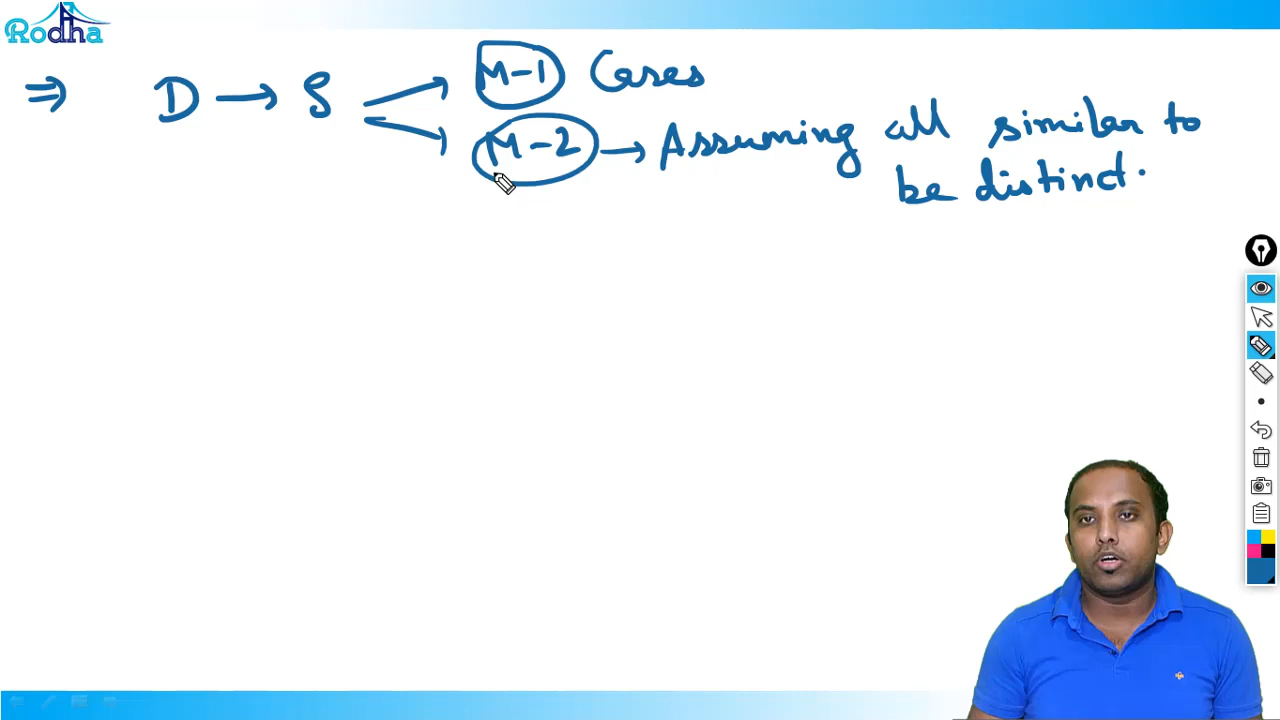 Rodha
⇒ D → S
M-1 Cases
M-2 → Assuming all similar to
be distinct.